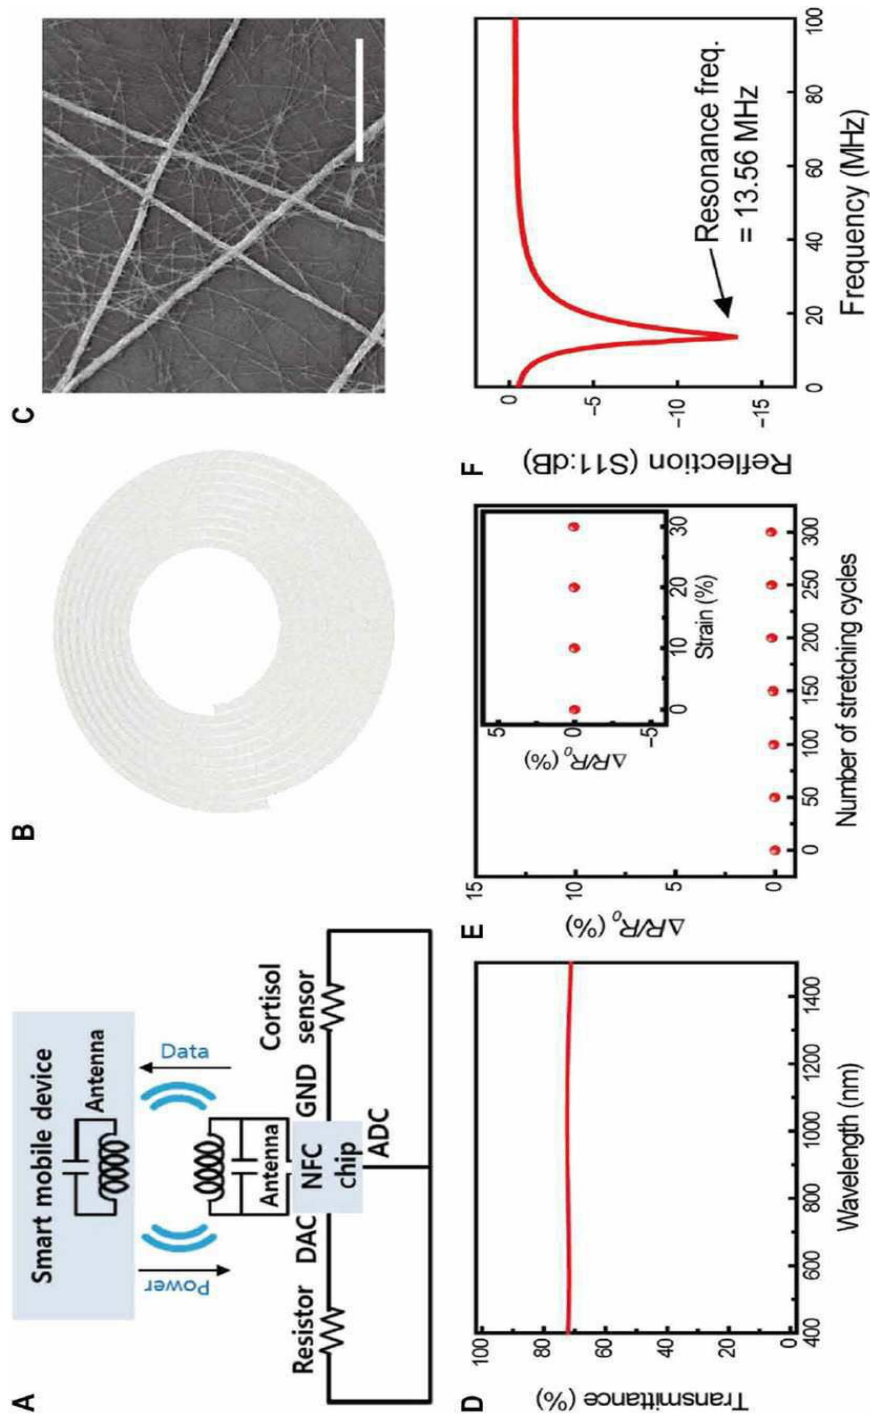 A
Smart mobile device
Antenna
Power
Data
Antenna
Resistor
DAC
NFC
chip
GND
ADC
Cortisol
sensor
B
C
D
Transmittance
(%)
100
80
60
40
20
0
400
600
800
1000
1200
1400
Wavelength (nm)
E
ΔR/Ro (%)
15
10
5
0
0
50
100
150
200
250
300
Number of stretching cycles
ΔR/Ro
(%)
5
0
-5
0
10
20
30
Strain (%)
F
Reflection (S11:dB)
0
-5
-10
-15
0
20
40
60
80
100
Frequency (MHz)
Resonance freq.
= 13.56 MHz